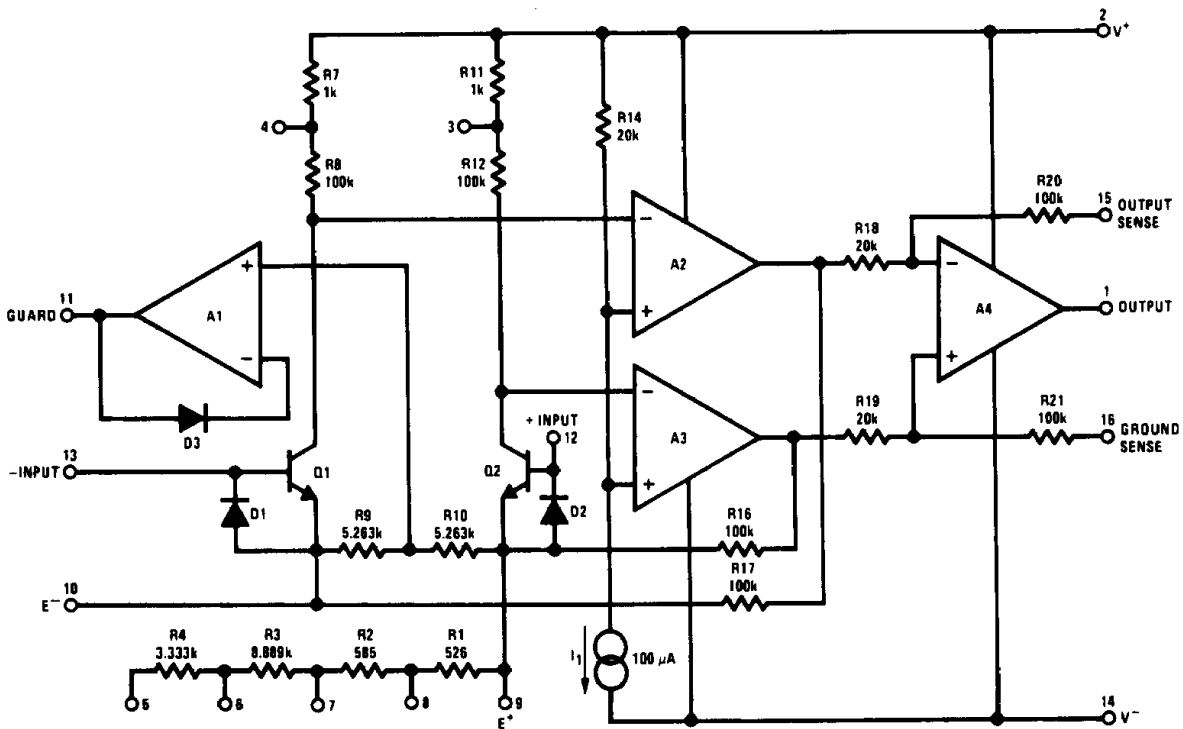 2
V+
R7
1k
R11
1k
4
3
R14
20k
R8
100k
R12
100k
R20
100k
15
OUTPUT
SENSE
R18
20k
11
GUARD
A1
+
−
A2
−
+
A4
−
+
1
OUTPUT
D3
+ INPUT
12
A3
−
+
R19
20k
R21
100k
16
GROUND
SENSE
13
−INPUT
Q1
Q2
D1
D2
R9
5.263k
R10
5.263k
R16
100k
R17
100k
10
E−
R4
3.333k
R3
8.889k
R2
585
R1
526
I1
100 µA
5
6
7
8
9
E+
14
V−